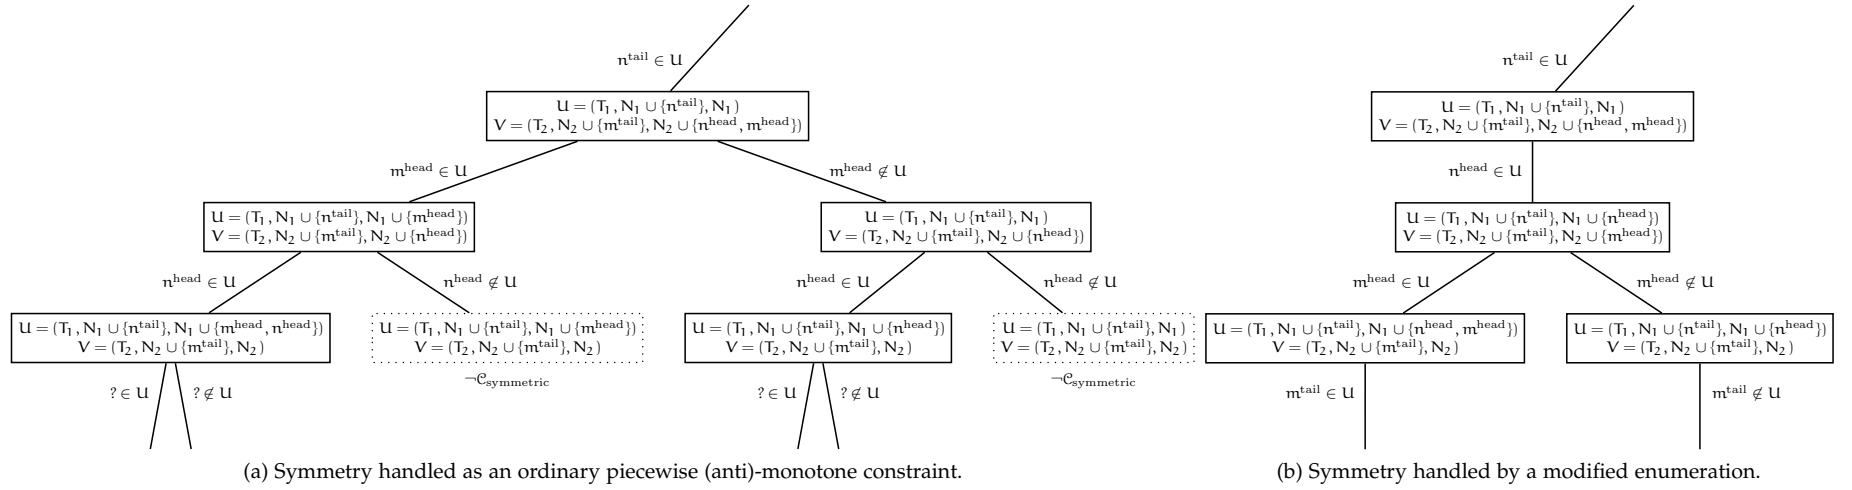 n^tail ∈ U
U = (T₁, N₁ ∪ {n^tail}, N₁)
V = (T₂, N₂ ∪ {m^tail}, N₂ ∪ {n^head, m^head})
m^head ∈ U
m^head ∉ U
U = (T₁, N₁ ∪ {n^tail}, N₁ ∪ {m^head})
V = (T₂, N₂ ∪ {m^tail}, N₂ ∪ {n^head})
U = (T₁, N₁ ∪ {n^tail}, N₁)
V = (T₂, N₂ ∪ {m^tail}, N₂ ∪ {n^head})
n^head ∈ U
n^head ∉ U
n^head ∈ U
n^head ∉ U
U = (T₁, N₁ ∪ {n^tail}, N₁ ∪ {m^head, n^head})
V = (T₂, N₂ ∪ {m^tail}, N₂)
U = (T₁, N₁ ∪ {n^tail}, N₁ ∪ {m^head})
V = (T₂, N₂ ∪ {m^tail}, N₂)
U = (T₁, N₁ ∪ {n^tail}, N₁ ∪ {n^head})
V = (T₂, N₂ ∪ {m^tail}, N₂)
U = (T₁, N₁ ∪ {n^tail}, N₁)
V = (T₂, N₂ ∪ {m^tail}, N₂)
¬𝒞_symmetric
¬𝒞_symmetric
? ∈ U
? ∉ U
? ∈ U
? ∉ U
(a) Symmetry handled as an ordinary piecewise (anti)-monotone constraint.
n^tail ∈ U
U = (T₁, N₁ ∪ {n^tail}, N₁)
V = (T₂, N₂ ∪ {m^tail}, N₂ ∪ {n^head, m^head})
n^head ∈ U
U = (T₁, N₁ ∪ {n^tail}, N₁ ∪ {n^head})
V = (T₂, N₂ ∪ {m^tail}, N₂ ∪ {m^head})
m^head ∈ U
m^head ∉ U
U = (T₁, N₁ ∪ {n^tail}, N₁ ∪ {n^head, m^head})
V = (T₂, N₂ ∪ {m^tail}, N₂)
U = (T₁, N₁ ∪ {n^tail}, N₁ ∪ {n^head})
V = (T₂, N₂ ∪ {m^tail}, N₂)
m^tail ∈ U
m^tail ∉ U
(b) Symmetry handled by a modified enumeration.